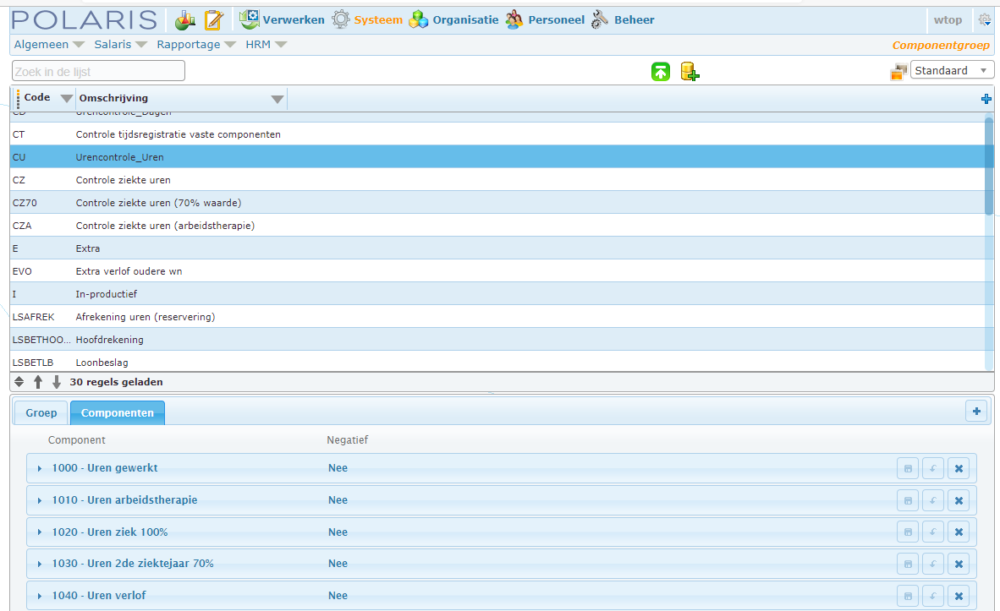 POLARIS Verwerken Systeem Organisatie Personeel Beheer wtop
Algemeen Salaris Rapportage HRM Componentgroep
Zoek in de lijst Standaard
Code Omschrijving
CD Urencontrole_Dagen
CT Controle tijdsregistratie vaste componenten
CU Urencontrole_Uren
CZ Controle ziekte uren
CZ70 Controle ziekte uren (70% waarde)
CZA Controle ziekte uren (arbeidstherapie)
E Extra
EVO Extra verlof oudere wn
I In-productief
LSAFREK Afrekening uren (reservering)
LSBETHOO... Hoofdrekening
LSBETLB Loonbeslag
30 regels geladen
Groep Componenten
Component Negatief
1000 - Uren gewerkt Nee
1010 - Uren arbeidstherapie Nee
1020 - Uren ziek 100% Nee
1030 - Uren 2de ziektejaar 70% Nee
1040 - Uren verlof Nee